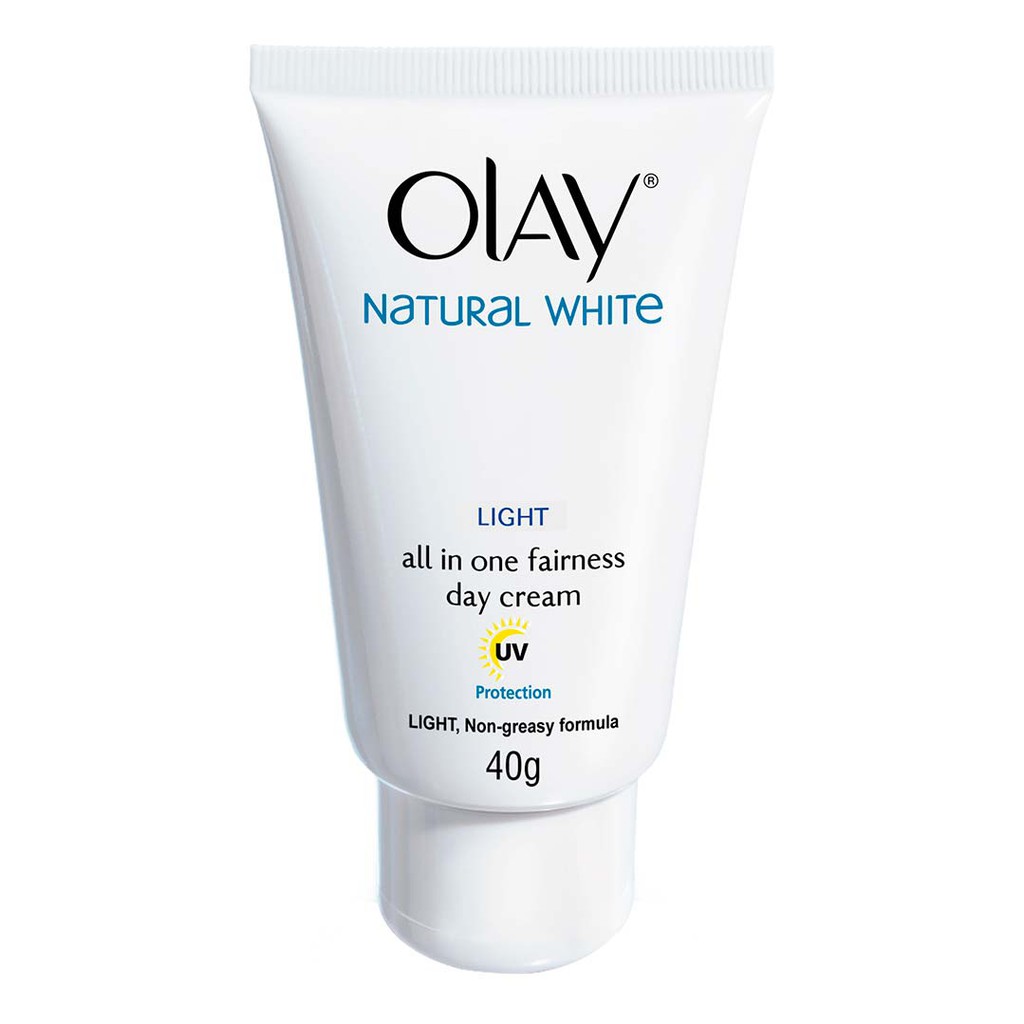 OLAY®
NATURAL WHITE
LIGHT
all in one fairness
day cream
UV
Protection
LIGHT, Non-greasy formula
40g